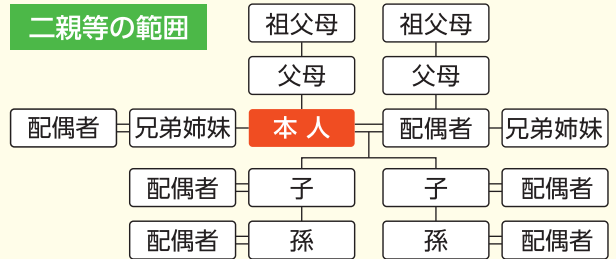 二親等の範囲
祖父母 祖父母
父母 父母
配偶者 兄弟姉妹 本人 配偶者 兄弟姉妹
配偶者 子 子 配偶者
配偶者 孫 孫 配偶者